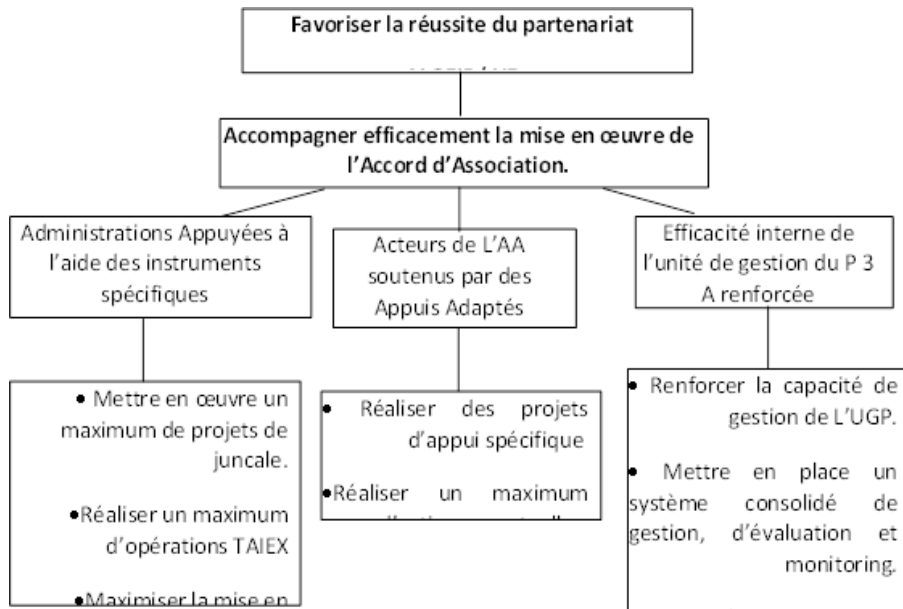 Favoriser la réussite du partenariat
Accompagner efficacement la mise en œuvre de
l'Accord d'Association.
Administrations Appuyées à
l'aide des instruments
spécifiques
Acteurs de L'AA
soutenus par des
Appuis Adaptés
Efficacité interne de
l'unité de gestion du P 3
A renforcée
• Mettre en œuvre un
maximum de projets de
juncale.
•Réaliser un maximum
d'opérations TAIEX
•Maximiser la mise en
• Réaliser des projets
d'appui spécifique
•Réaliser un maximum
• Renforcer la capacité de
gestion de L'UGP.
• Mettre en place un
système consolidé de
gestion, d'évaluation et
monitoring.